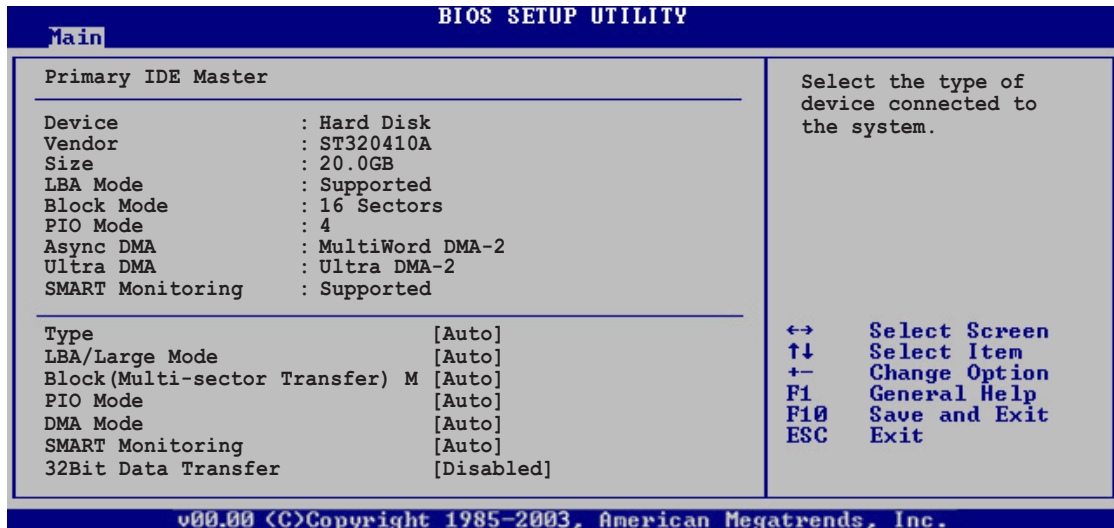 BIOS SETUP UTILITY
Main
Primary IDE Master
Device : Hard Disk
Vendor : ST320410A
Size : 20.0GB
LBA Mode : Supported
Block Mode : 16 Sectors
PIO Mode : 4
Async DMA : MultiWord DMA-2
Ultra DMA : Ultra DMA-2
SMART Monitoring : Supported
Type [Auto]
LBA/Large Mode [Auto]
Block(Multi-sector Transfer) M [Auto]
PIO Mode [Auto]
DMA Mode [Auto]
SMART Monitoring [Auto]
32Bit Data Transfer [Disabled]
Select the type of
device connected to
the system.
←→ Select Screen
↑↓ Select Item
+- Change Option
F1 General Help
F10 Save and Exit
ESC Exit
v00.00 (C)Copyright 1985-2003, American Megatrends, Inc.